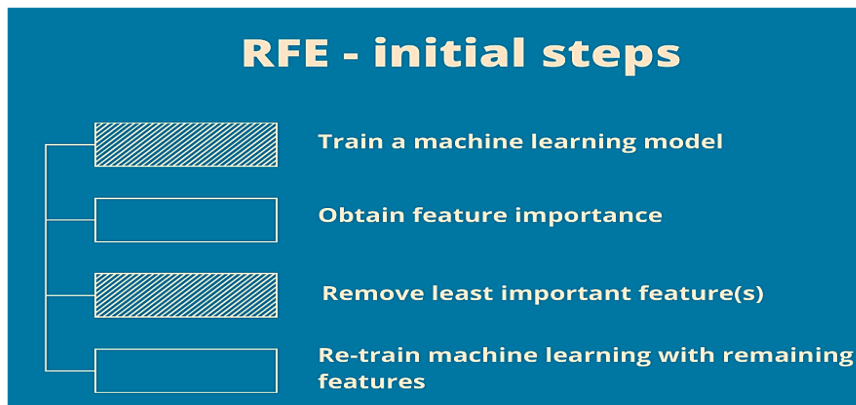 RFE - initial steps
Train a machine learning model
Obtain feature importance
Remove least important feature(s)
Re-train machine learning with remaining
features